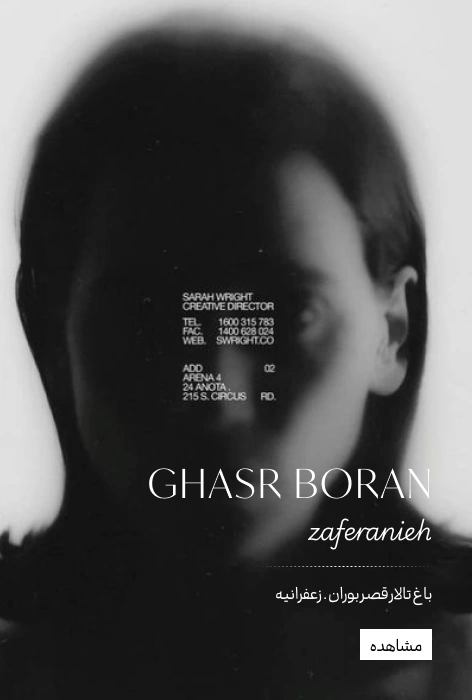 SARAH WRIGHT
CREATIVE DIRECTOR
TEL. 1600 315 783
FAC. 1400 628 024
WEB. SWRIGHT.CO
ADD 02
ARENA 4
24 ANOTA .
215 S. CIRCUS RD.
GHASR BORAN
zaferanieh
باغ تالار قصر بوران . زعفرانیه
مشاهده